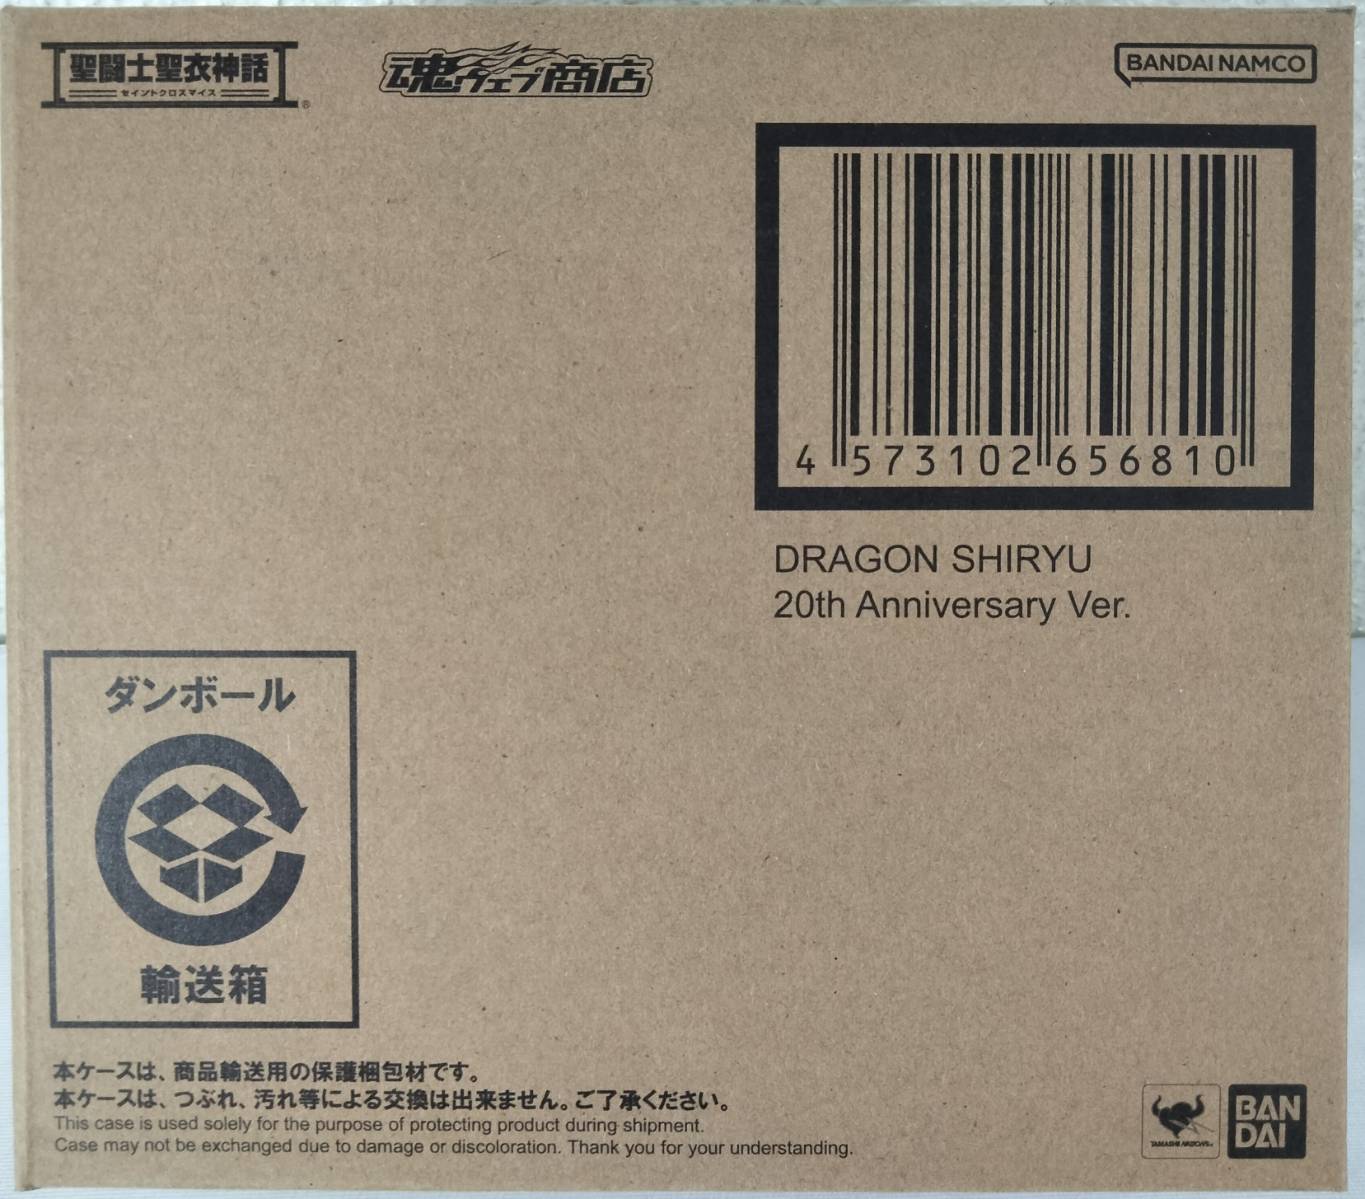 聖闘士聖衣神話
セイントクロスマイス
®
魂ウェブ商店
BANDAI NAMCO
4 573102 656810
DRAGON SHIRYU
20th Anniversary Ver.
ダンボール
輸送箱
本ケースは、商品輸送用の保護梱包材です。
本ケースは、つぶれ、汚れ等による交換は出来ません。ご了承ください。
This case is used solely for the purpose of protecting product during shipment.
Case may not be exchanged due to damage or discoloration. Thank you for your understanding.
TAMASHII NATIONS
BAN
DAI